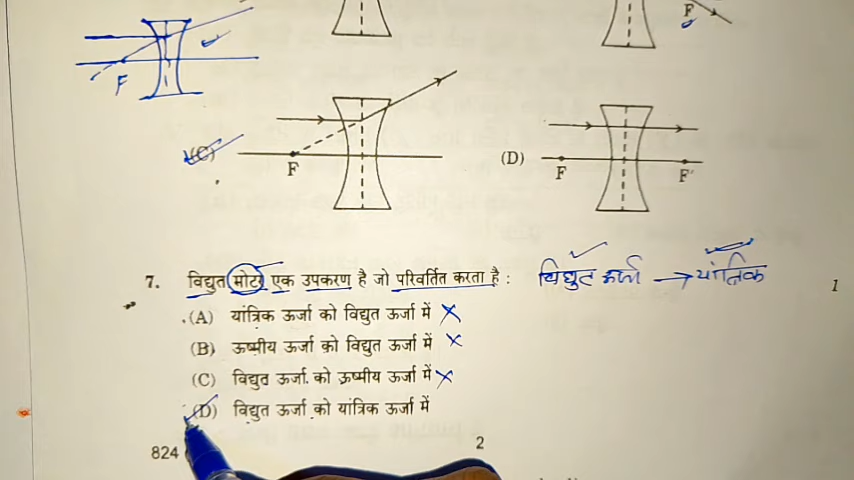 F
F
(C)
F
(D)
F
F'
7. विद्युत मोटर एक उपकरण है जो परिवर्तित करता है : विद्युत ऊर्जा → यांत्रिक
1
(A) यांत्रिक ऊर्जा को विद्युत ऊर्जा में
(B) ऊष्मीय ऊर्जा को विद्युत ऊर्जा में
(C) विद्युत ऊर्जा को ऊष्मीय ऊर्जा में
(D) विद्युत ऊर्जा को यांत्रिक ऊर्जा में
824
2